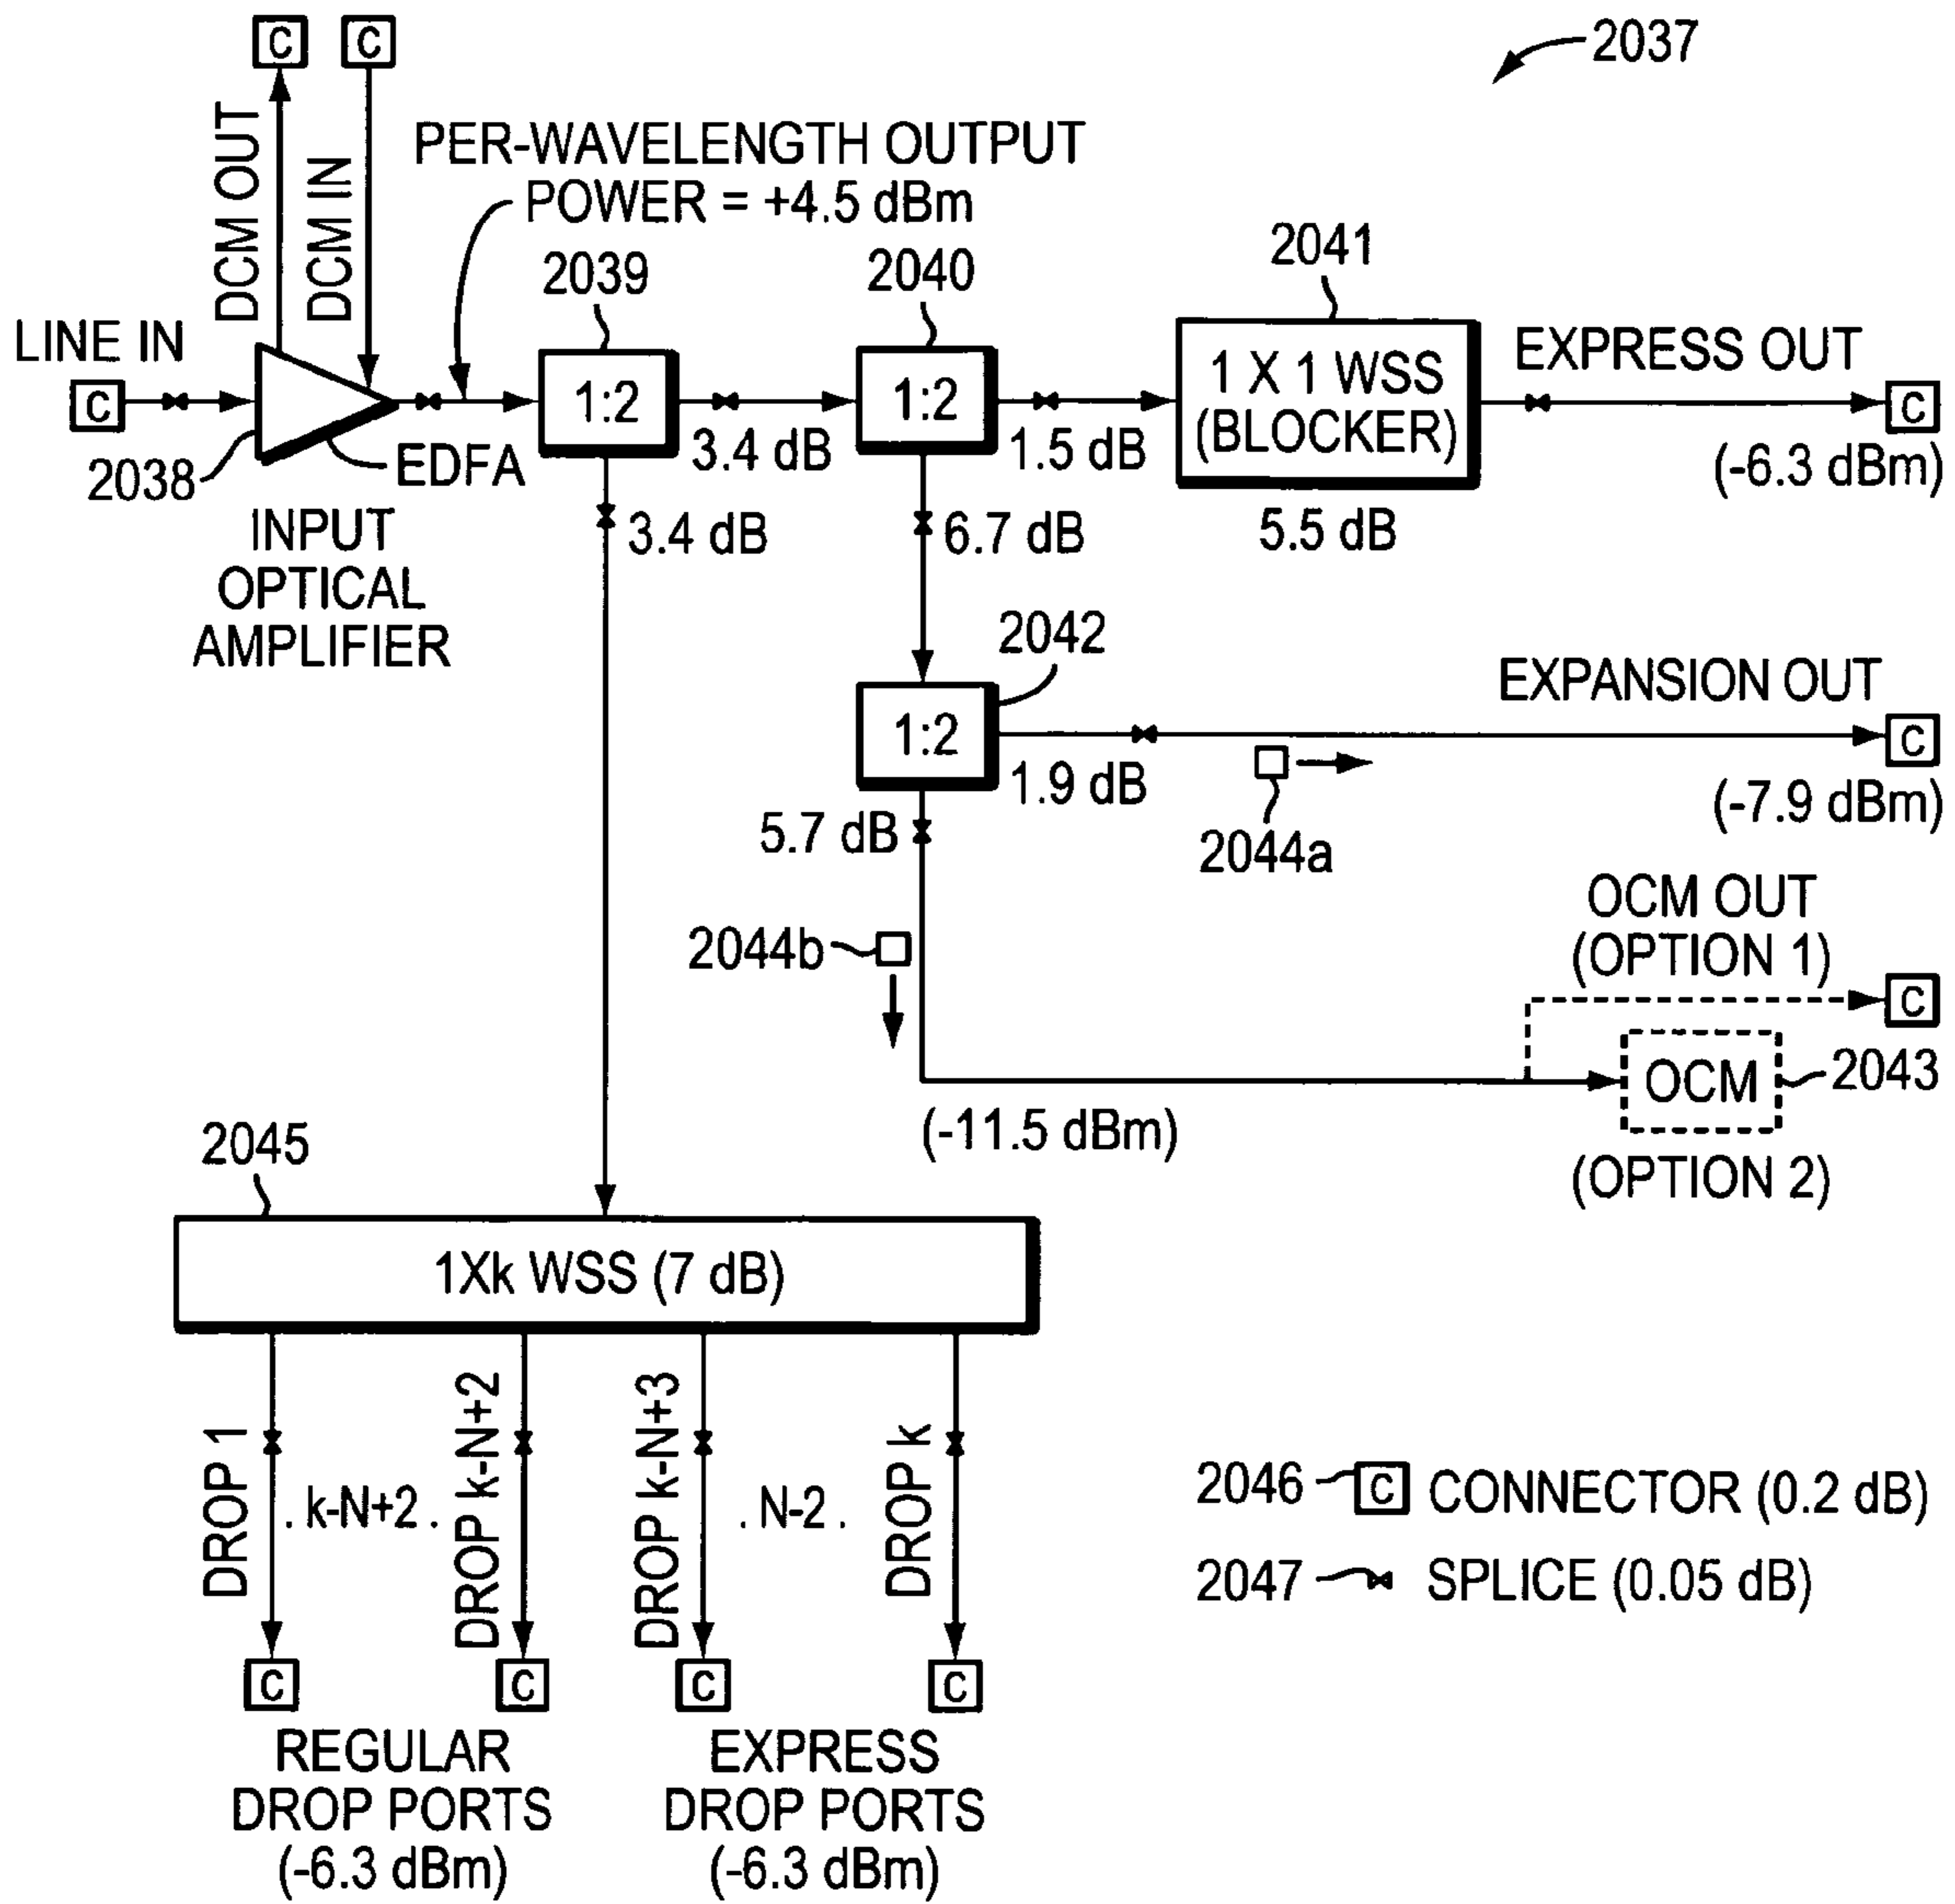 C
C
2037
DCM OUT
DCM IN
PER-WAVELENGTH OUTPUT
POWER = +4.5 dBm
2039
2040
2041
LINE IN
C
1:2
1:2
1 X 1 WSS
(BLOCKER)
EXPRESS OUT
C
2038
EDFA
3.4 dB
1.5 dB
(-6.3 dBm)
INPUT
OPTICAL
AMPLIFIER
3.4 dB
6.7 dB
5.5 dB
2042
EXPANSION OUT
1:2
C
1.9 dB
(-7.9 dBm)
5.7 dB
2044a
OCM OUT
(OPTION 1)
2044b
C
OCM
2043
(-11.5 dBm)
(OPTION 2)
2045
1Xk WSS (7 dB)
DROP 1
. k-N+2 .
DROP k-N+2
DROP k-N+3
. N-2 .
DROP k
2046
C
CONNECTOR (0.2 dB)
2047
SPLICE (0.05 dB)
C
C
C
C
REGULAR
DROP PORTS
(-6.3 dBm)
EXPRESS
DROP PORTS
(-6.3 dBm)